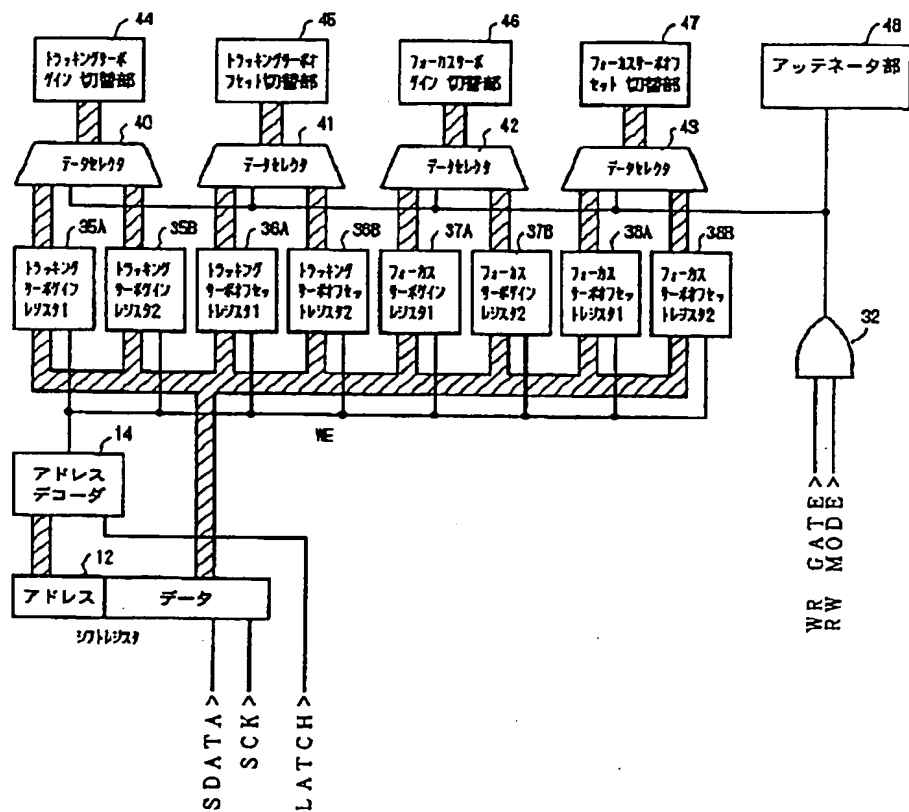 44
45
46
47
48
トラッキングサーボ
ゲイン 切替部
トラッキングサーボオ
フセット 切替部
フォーカスサーボ
ゲイン 切替部
フォーカスサーボオフ
セット 切替部
アッテネータ部
40
41
42
43
データセレクタ
データセレクタ
データセレクタ
データセレクタ
35A
35B
36A
36B
37A
37B
38A
38B
トラッキング
サーボゲイン
レジスタ1
トラッキング
サーボゲイン
レジスタ2
トラッキング
サーボオフセッ
トレジスタ1
トラッキング
サーボオフセッ
トレジスタ2
フォーカス
サーボゲイン
レジスタ1
フォーカス
サーボゲイン
レジスタ2
フォーカス
サーボオフセッ
トレジスタ1
フォーカス
サーボオフセッ
トレジスタ2
32
WE
14
アドレス
デコーダ
12
アドレス
データ
シフトレジスタ
SDATA>
SCK>
LATCH>
WR GATE>
RW MODE>